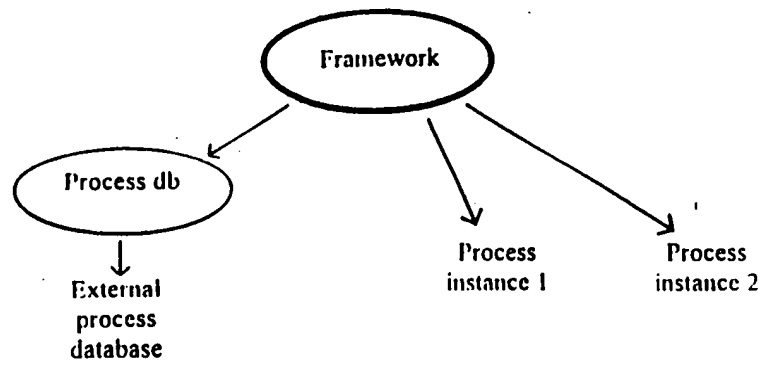 Framework
Process db
External
process
database
Process
instance 1
Process
instance 2